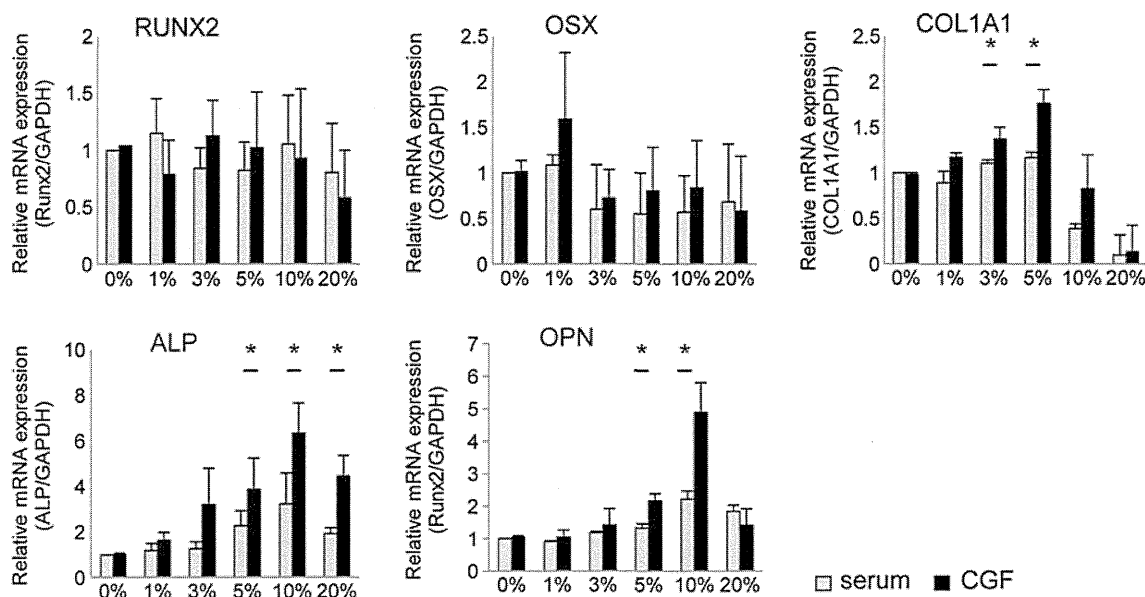 RUNX2
Relative mRNA expression
(Runx2/GAPDH)
2
1.5
1
0.5
0
0% 1% 3% 5% 10% 20%
OSX
Relative mRNA expression
(OSX/GAPDH)
2.5
2
1.5
1
0.5
0
0% 1% 3% 5% 10% 20%
COL1A1
Relative mRNA expression
(COL1A1/GAPDH)
2.5
2
1.5
1
0.5
0
* *
0% 1% 3% 5% 10% 20%
ALP
Relative mRNA expression
(ALP/GAPDH)
10
8
6
4
2
0
* * *
0% 1% 3% 5% 10% 20%
OPN
Relative mRNA expression
(Runx2/GAPDH)
7
6
5
4
3
2
1
0
* *
0% 1% 3% 5% 10% 20%
serum CGF